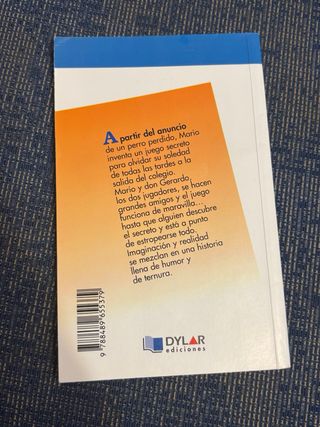 A partir del anuncio
de un perro perdido, Mario
inventa un juego secreto
para olvidar su soledad
de todas las tardes a la
salida del colegio.
Mario y don Gerardo,
los dos jugadores, se hacen
grandes amigos y el juego
funciona de maravilla...
hasta que alguien descubre
el secreto y está a punto
de estropearse todo.
Imaginación y realidad
se mezclan en una historia
llena de humor y
de ternura.
9 788489 655379
DYLAR
ediciones